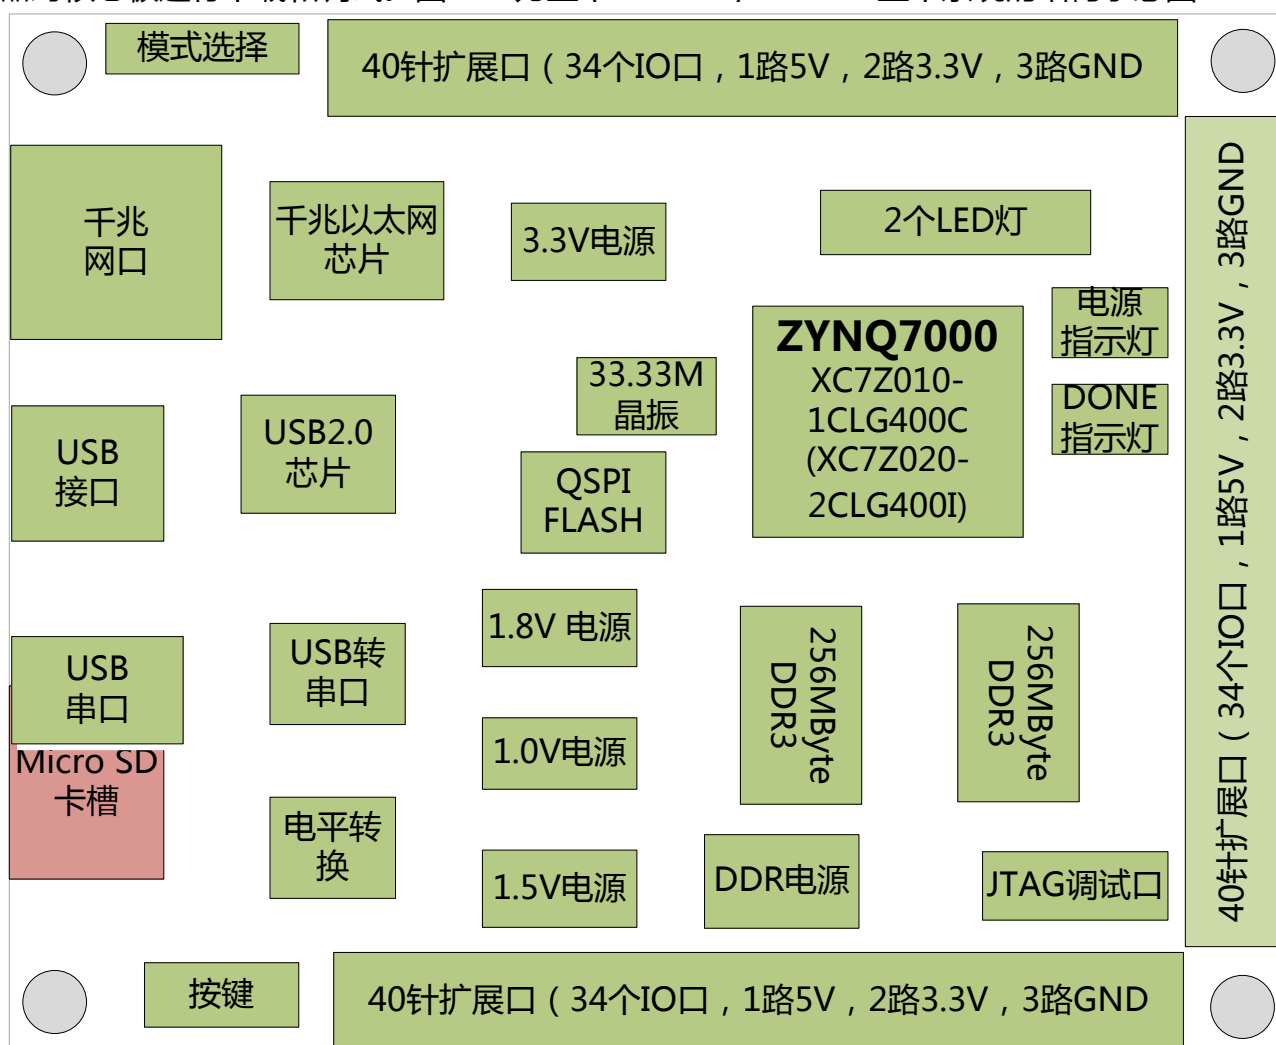 模式选择
40针扩展口（34个IO口，1路5V，2路3.3V，3路GND
千兆
网口
千兆以太网
芯片
3.3V电源
2个LED灯
电源
指示灯
ZYNQ7000
XC7Z010-
1CLG400C
(XC7Z020-
2CLG400I)
33.33M
晶振
DONE
指示灯
USB
接口
USB2.0
芯片
QSPI
FLASH
40针扩展口（34个IO口，1路5V，2路3.3V，3路GND
1.8V 电源
256MByte
DDR3
256MByte
DDR3
USB
串口
USB转
串口
1.0V电源
Micro SD
卡槽
电平转
换
1.5V电源
DDR电源
JTAG调试口
按键
40针扩展口（34个IO口，1路5V，2路3.3V，3路GND